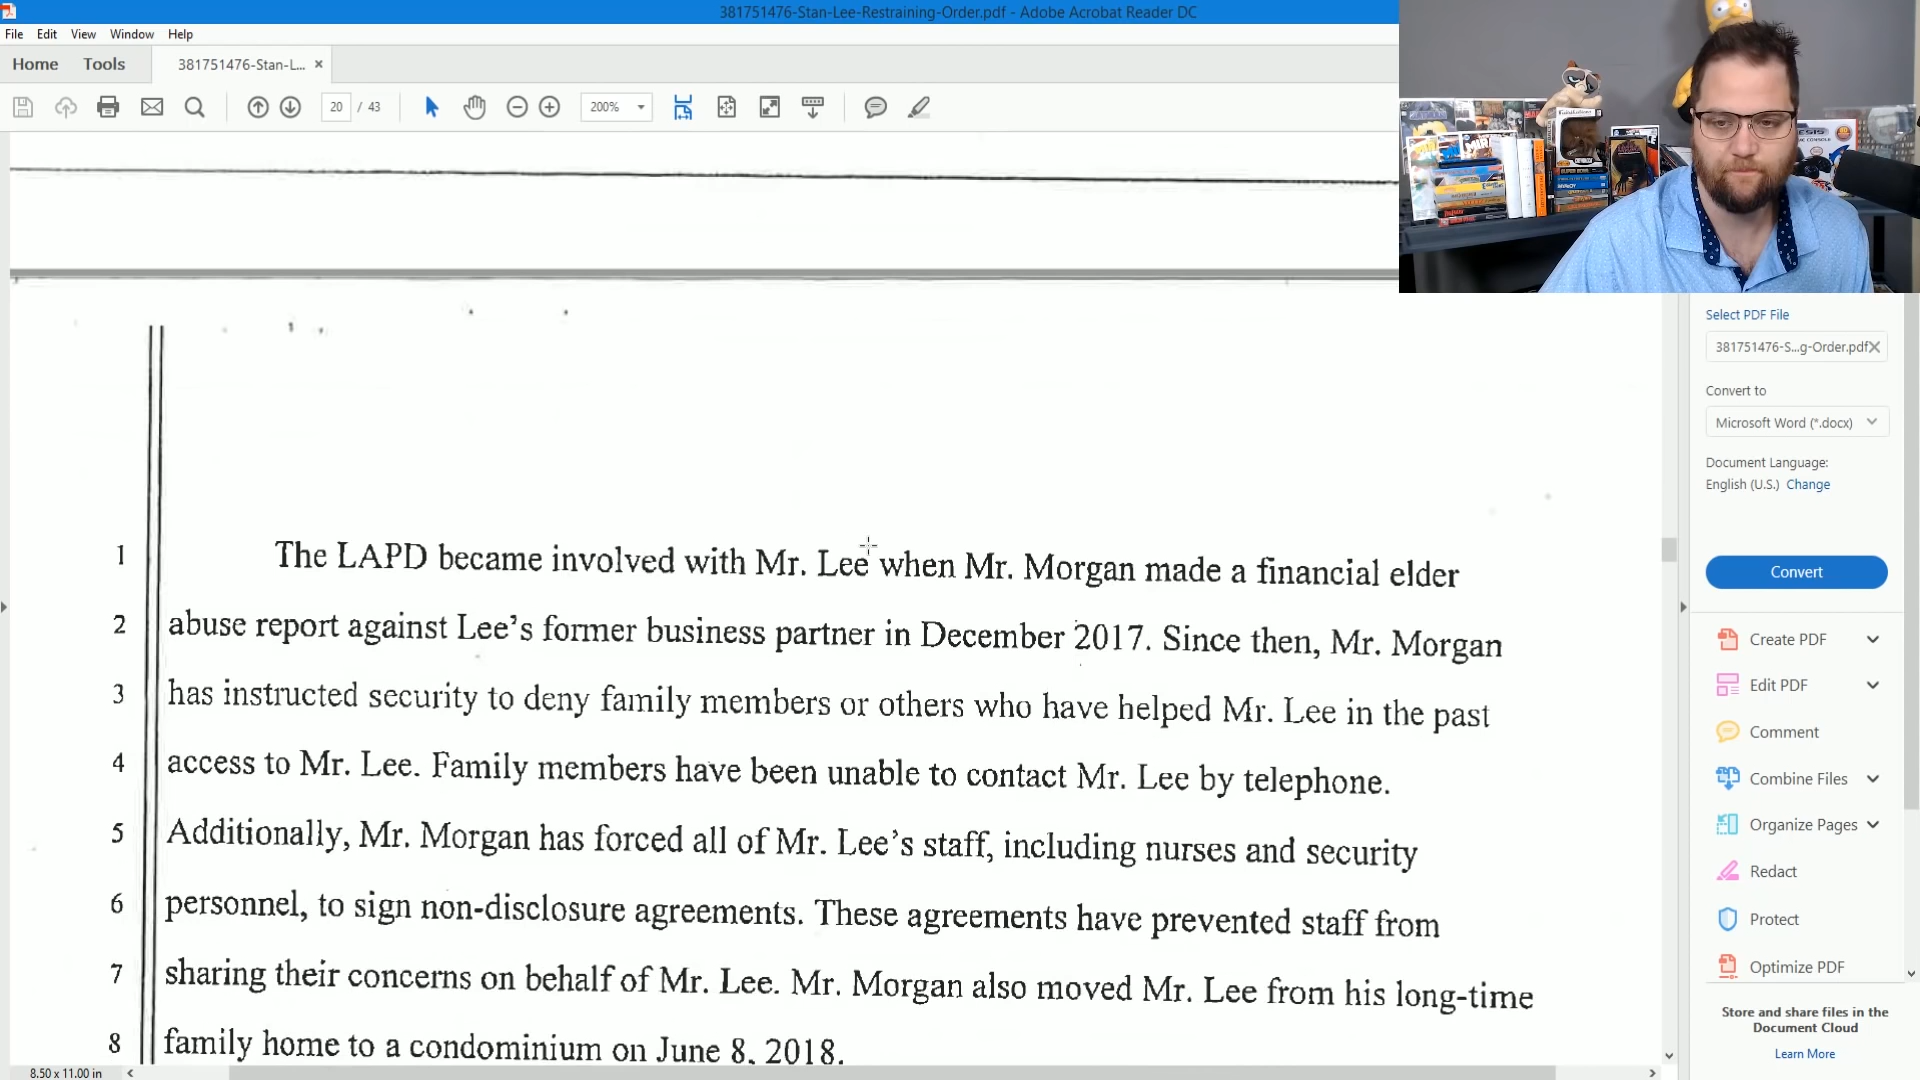 381751476-Stan-Lee-Restraining-Order.pdf - Adobe Acrobat Reader DC
File Edit View Window Help
Home Tools 381751476-Stan-L... ×
20 / 43 200%
Select PDF File
381751476-S...g-Order.pdf
Convert to
Microsoft Word (*.docx)
Document Language:
English (U.S.) Change
Convert
Create PDF
Edit PDF
Comment
Combine Files
Organize Pages
Redact
Protect
Optimize PDF
Store and share files in the
Document Cloud
Learn More
1 The LAPD became involved with Mr. Lee when Mr. Morgan made a financial elder
2 abuse report against Lee's former business partner in December 2017. Since then, Mr. Morgan
3 has instructed security to deny family members or others who have helped Mr. Lee in the past
4 access to Mr. Lee. Family members have been unable to contact Mr. Lee by telephone.
5 Additionally, Mr. Morgan has forced all of Mr. Lee's staff, including nurses and security
6 personnel, to sign non-disclosure agreements. These agreements have prevented staff from
7 sharing their concerns on behalf of Mr. Lee. Mr. Morgan also moved Mr. Lee from his long-time
8 family home to a condominium on June 8, 2018.
8.50 x 11.00 in